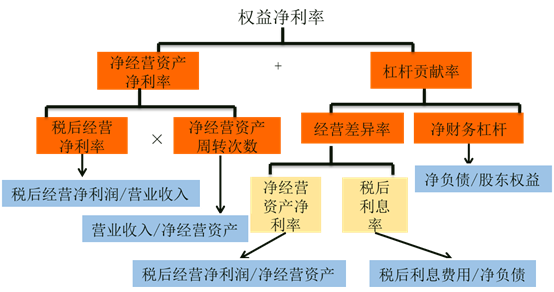 权益净利率
净经营资产
净利率
+
杠杆贡献率
税后经营
净利率
×
净经营资产
周转次数
经营差异率
净财务杠杆
税后经营净利润/营业收入
营业收入/净经营资产
净经营
资产净
利率
税后
利息
率
净负债/股东权益
税后经营净利润/净经营资产
税后利息费用/净负债